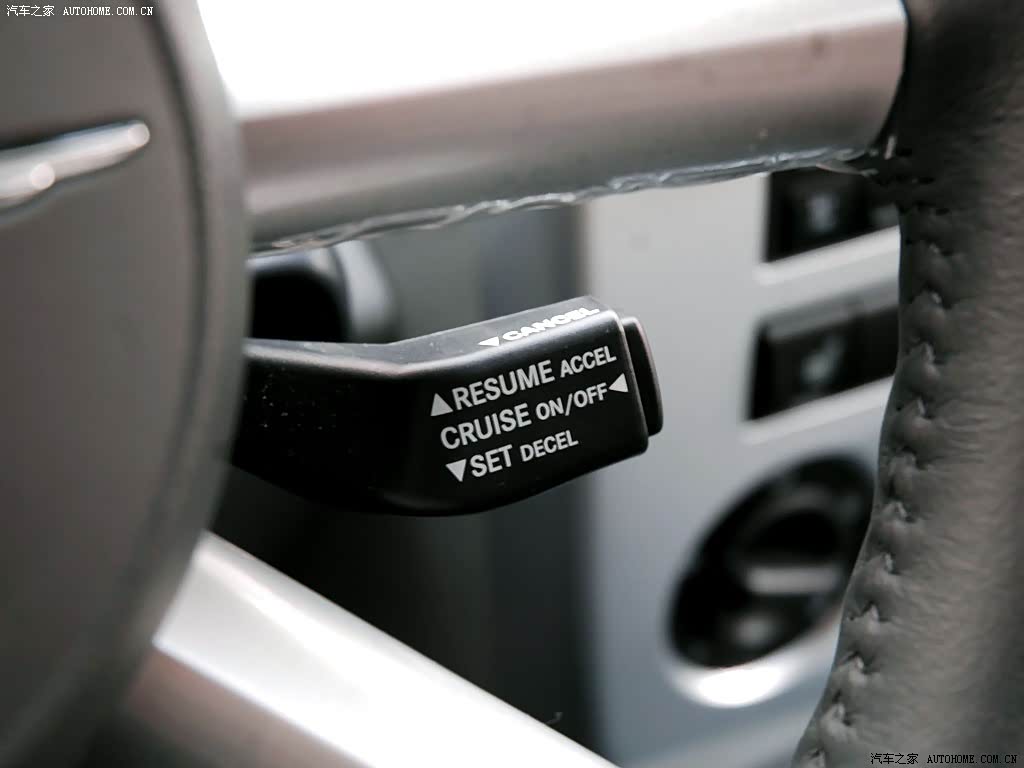 汽车之家 AUTOHOME.COM.CN
▼CANCEL
▲RESUME ACCEL
CRUISE ON/OFF◀
▼SET DECEL
汽车之家 AUTOHOME.COM.CN